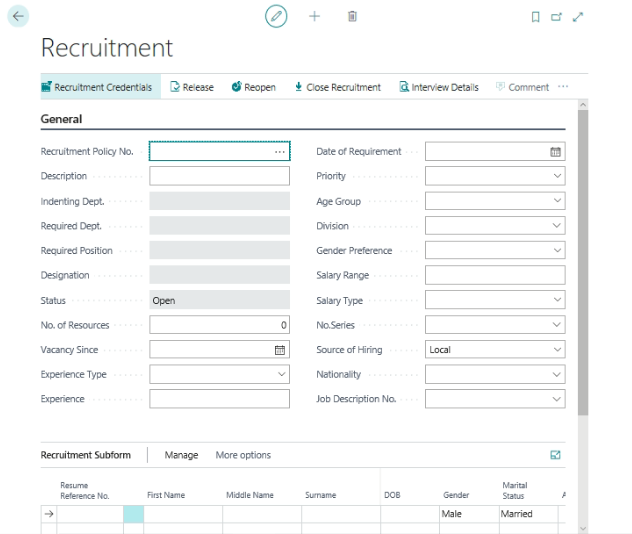 Recruitment
Recruitment Credentials Release Reopen Close Recruitment Interview Details Comment ...
General
Recruitment Policy No. ... Date of Requirement
Description Priority
Indenting Dept. Age Group
Required Dept. Division
Required Position Gender Preference
Designation Salary Range
Status Open Salary Type
No. of Resources 0 No.Series
Vacancy Since Source of Hiring Local
Experience Type Nationality
Experience Job Description No.
Recruitment Subform Manage More options
Resume Reference No. First Name Middle Name Surname DOB Gender Marital Status
Male Married